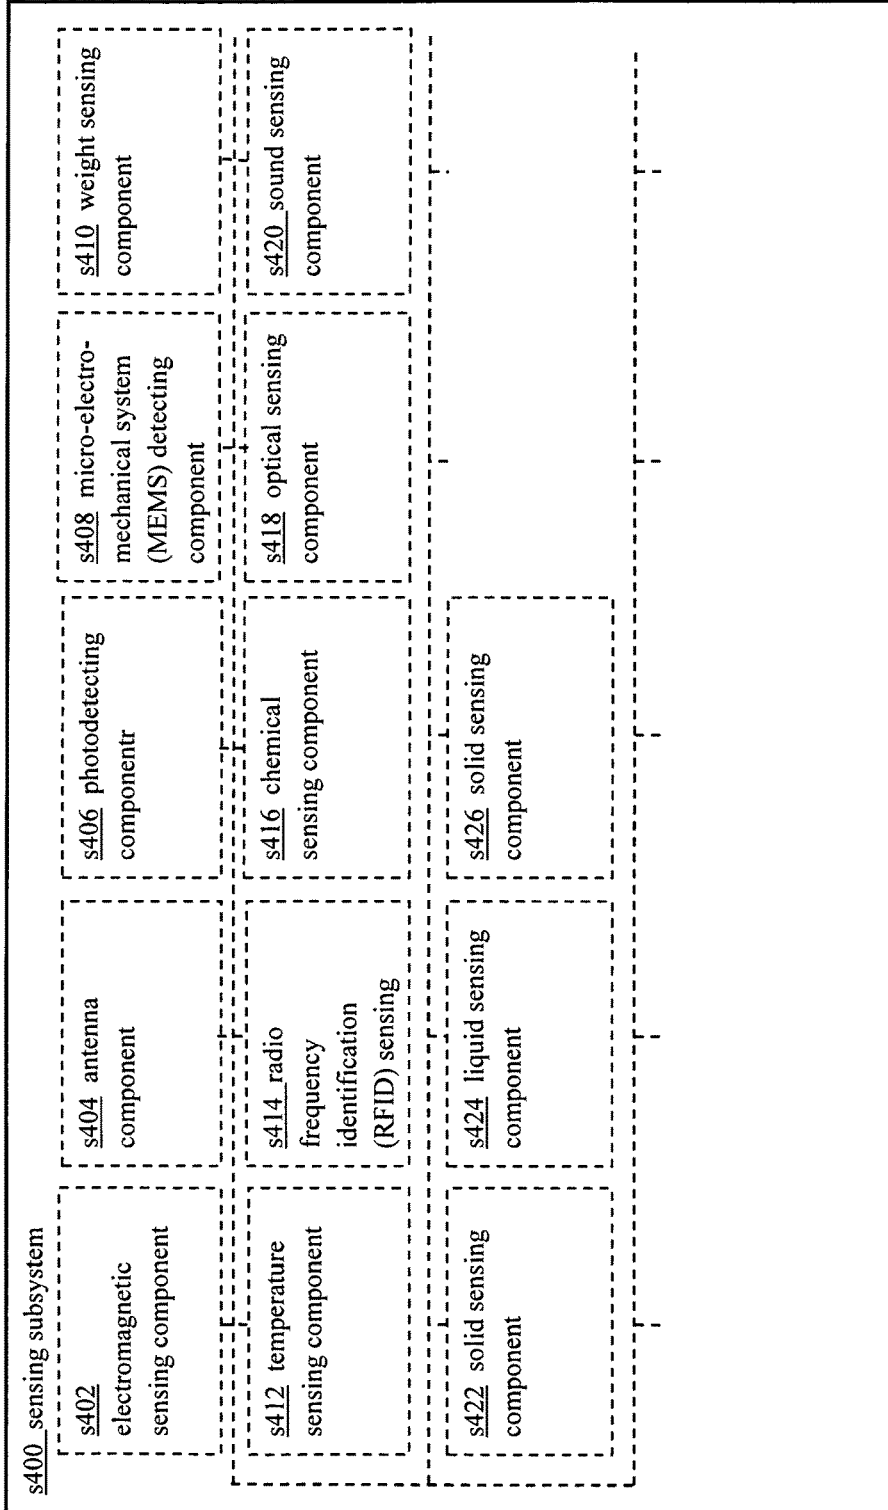 s400 sensing subsystem
s402
electromagnetic
sensing component
s404 antenna
component
s406 photodetecting
componentr
s408 micro-electro-
mechanical system
(MEMS) detecting
component
s410 weight sensing
component
s412 temperature
sensing component
s414 radio
frequency
identification
(RFID) sensing
s416 chemical
sensing component
s418 optical sensing
component
s420 sound sensing
component
s422 solid sensing
component
s424 liquid sensing
component
s426 solid sensing
component